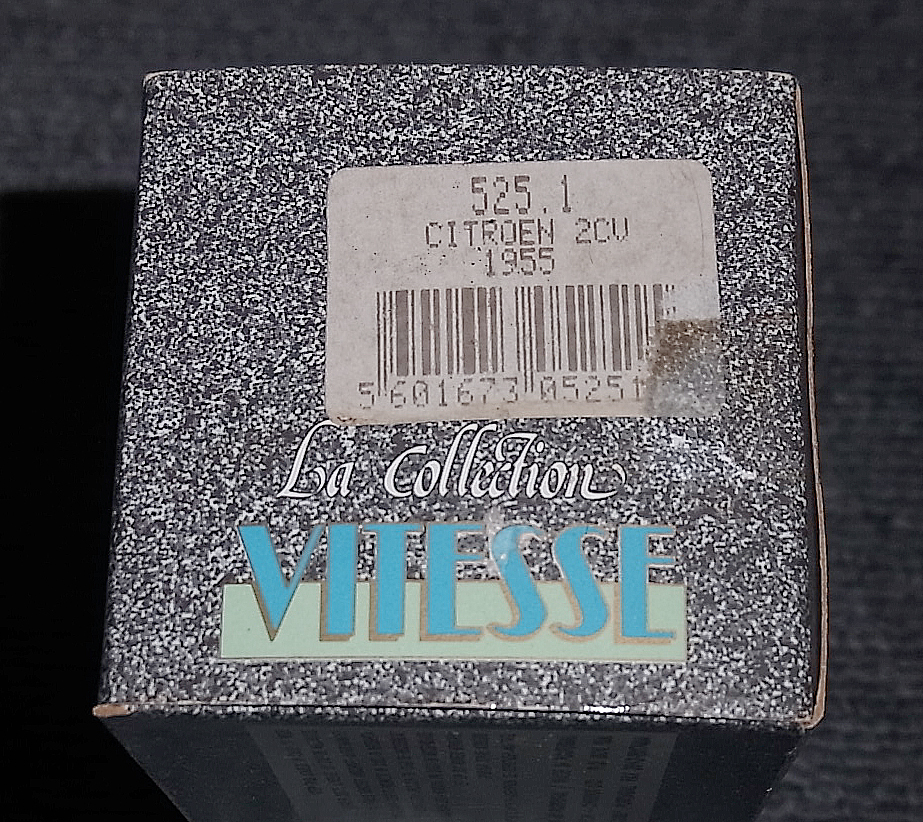 525.1
CITROEN 2CV
1955
5 601673 05251
La Collection
VITESSE